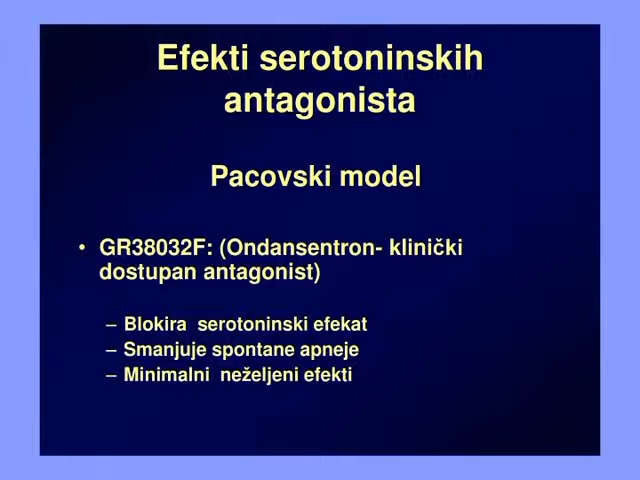 Efekti serotoninskih
antagonista
Pacovski model
• GR38032F: (Ondansentron- klinički
dostupan antagonist)
– Blokira  serotoninski efekat
– Smanjuje spontane apneje
– Minimalni  neželjeni efekti